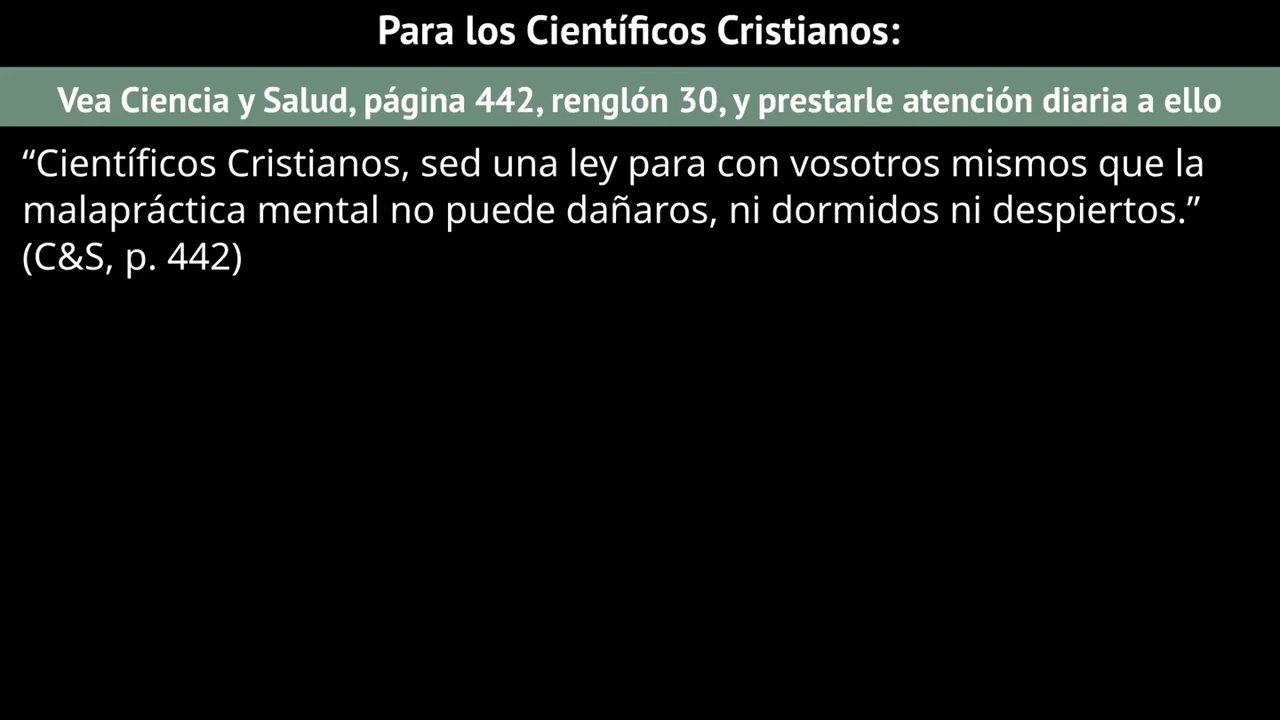 Para los Científicos Cristianos:
Vea Ciencia y Salud, página 442, renglón 30, y prestarle atención diaria a ello
“Científicos Cristianos, sed una ley para con vosotros mismos que la
malapráctica mental no puede dañaros, ni dormidos ni despiertos.”
(C&S, p. 442)